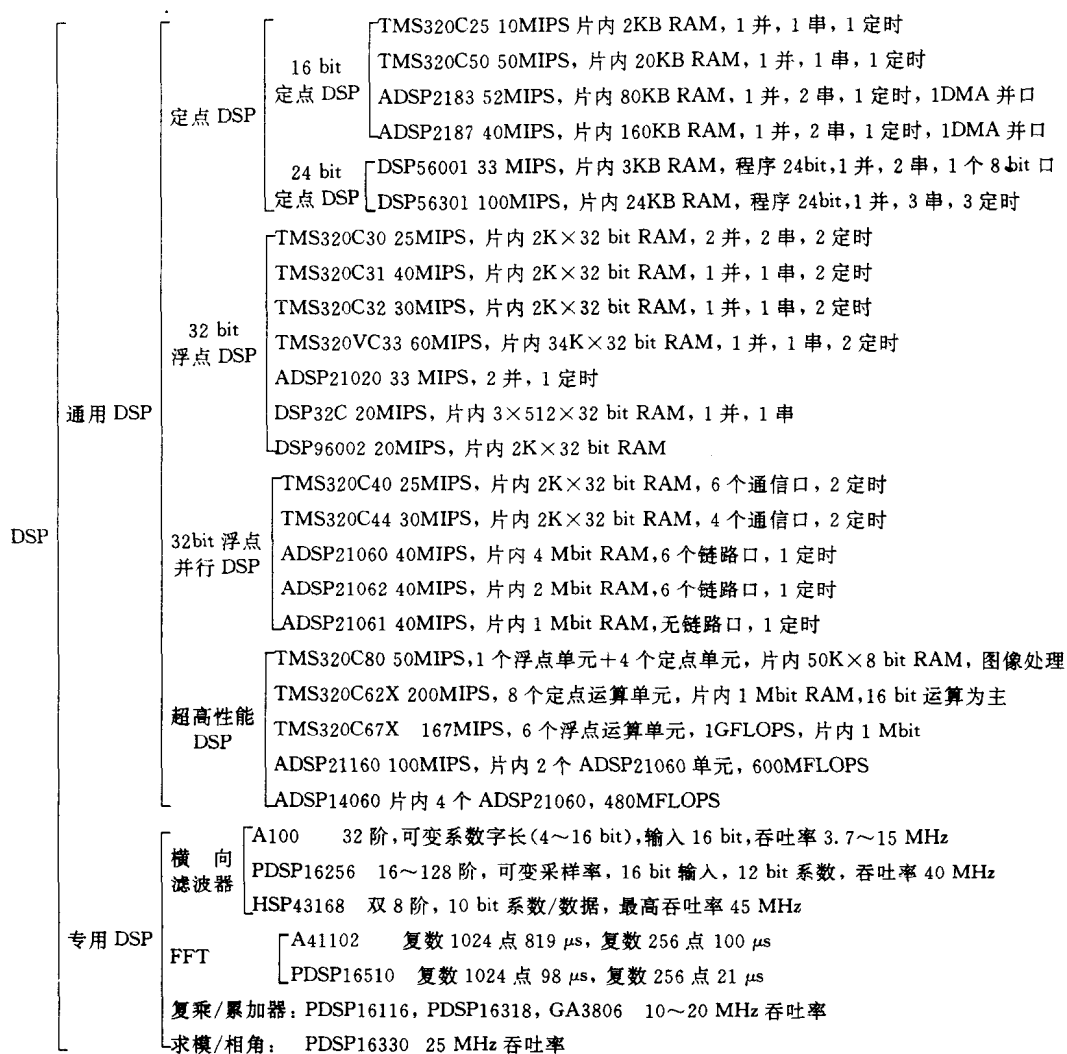 TMS320C25 10MIPS 片内 2KB RAM, 1 并, 1 串, 1 定时
16 bit
定点 DSP
TMS320C50 50MIPS, 片内 20KB RAM, 1 并, 1 串, 1 定时
ADSP2183 52MIPS, 片内 80KB RAM, 1 并, 2 串, 1 定时, 1DMA 并口
定点 DSP
ADSP2187 40MIPS, 片内 160KB RAM, 1 并, 2 串, 1 定时, 1DMA 并口
24 bit
定点 DSP
DSP56001 33 MIPS, 片内 3KB RAM, 程序 24bit,1 并, 2 串, 1 个 8 bit 口
DSP56301 100MIPS, 片内 24KB RAM, 程序 24bit,1 并, 3 串, 3 定时
TMS320C30 25MIPS, 片内 2K×32 bit RAM, 2 并, 2 串, 2 定时
TMS320C31 40MIPS, 片内 2K×32 bit RAM, 1 并, 1 串, 2 定时
TMS320C32 30MIPS, 片内 2K×32 bit RAM, 1 并, 1 串, 2 定时
32 bit
浮点 DSP
TMS320VC33 60MIPS, 片内 34K×32 bit RAM, 1 并, 1 串, 2 定时
ADSP21020 33 MIPS, 2 并, 1 定时
通用 DSP
DSP32C 20MIPS, 片内 3×512×32 bit RAM, 1 并, 1 串
DSP96002 20MIPS, 片内 2K×32 bit RAM
TMS320C40 25MIPS, 片内 2K×32 bit RAM, 6 个通信口, 2 定时
TMS320C44 30MIPS, 片内 2K×32 bit RAM, 4 个通信口, 2 定时
DSP
32bit 浮点
并行 DSP
ADSP21060 40MIPS, 片内 4 Mbit RAM,6 个链路口, 1 定时
ADSP21062 40MIPS, 片内 2 Mbit RAM,6 个链路口, 1 定时
ADSP21061 40MIPS, 片内 1 Mbit RAM,无链路口, 1 定时
TMS320C80 50MIPS,1 个浮点单元+4 个定点单元, 片内 50K×8 bit RAM, 图像处理
TMS320C62X 200MIPS, 8 个定点运算单元, 片内 1 Mbit RAM,16 bit 运算为主
超高性能
DSP
TMS320C67X 167MIPS, 6 个浮点运算单元, 1GFLOPS, 片内 1 Mbit
ADSP21160 100MIPS, 片内 2 个 ADSP21060 单元, 600MFLOPS
ADSP14060 片内 4 个 ADSP21060, 480MFLOPS
横 向
滤波器
A100 32 阶,可变系数字长(4~16 bit),输入 16 bit,吞吐率 3.7~15 MHz
PDSP16256 16~128 阶, 可变采样率, 16 bit 输入, 12 bit 系数, 吞吐率 40 MHz
HSP43168 双 8 阶, 10 bit 系数/数据, 最高吞吐率 45 MHz
专用 DSP
FFT
A41102 复数 1024 点 819 μs, 复数 256 点 100 μs
PDSP16510 复数 1024 点 98 μs, 复数 256 点 21 μs
复乘/累加器: PDSP16116, PDSP16318, GA3806 10~20 MHz 吞吐率
求模/相角: PDSP16330 25 MHz 吞吐率